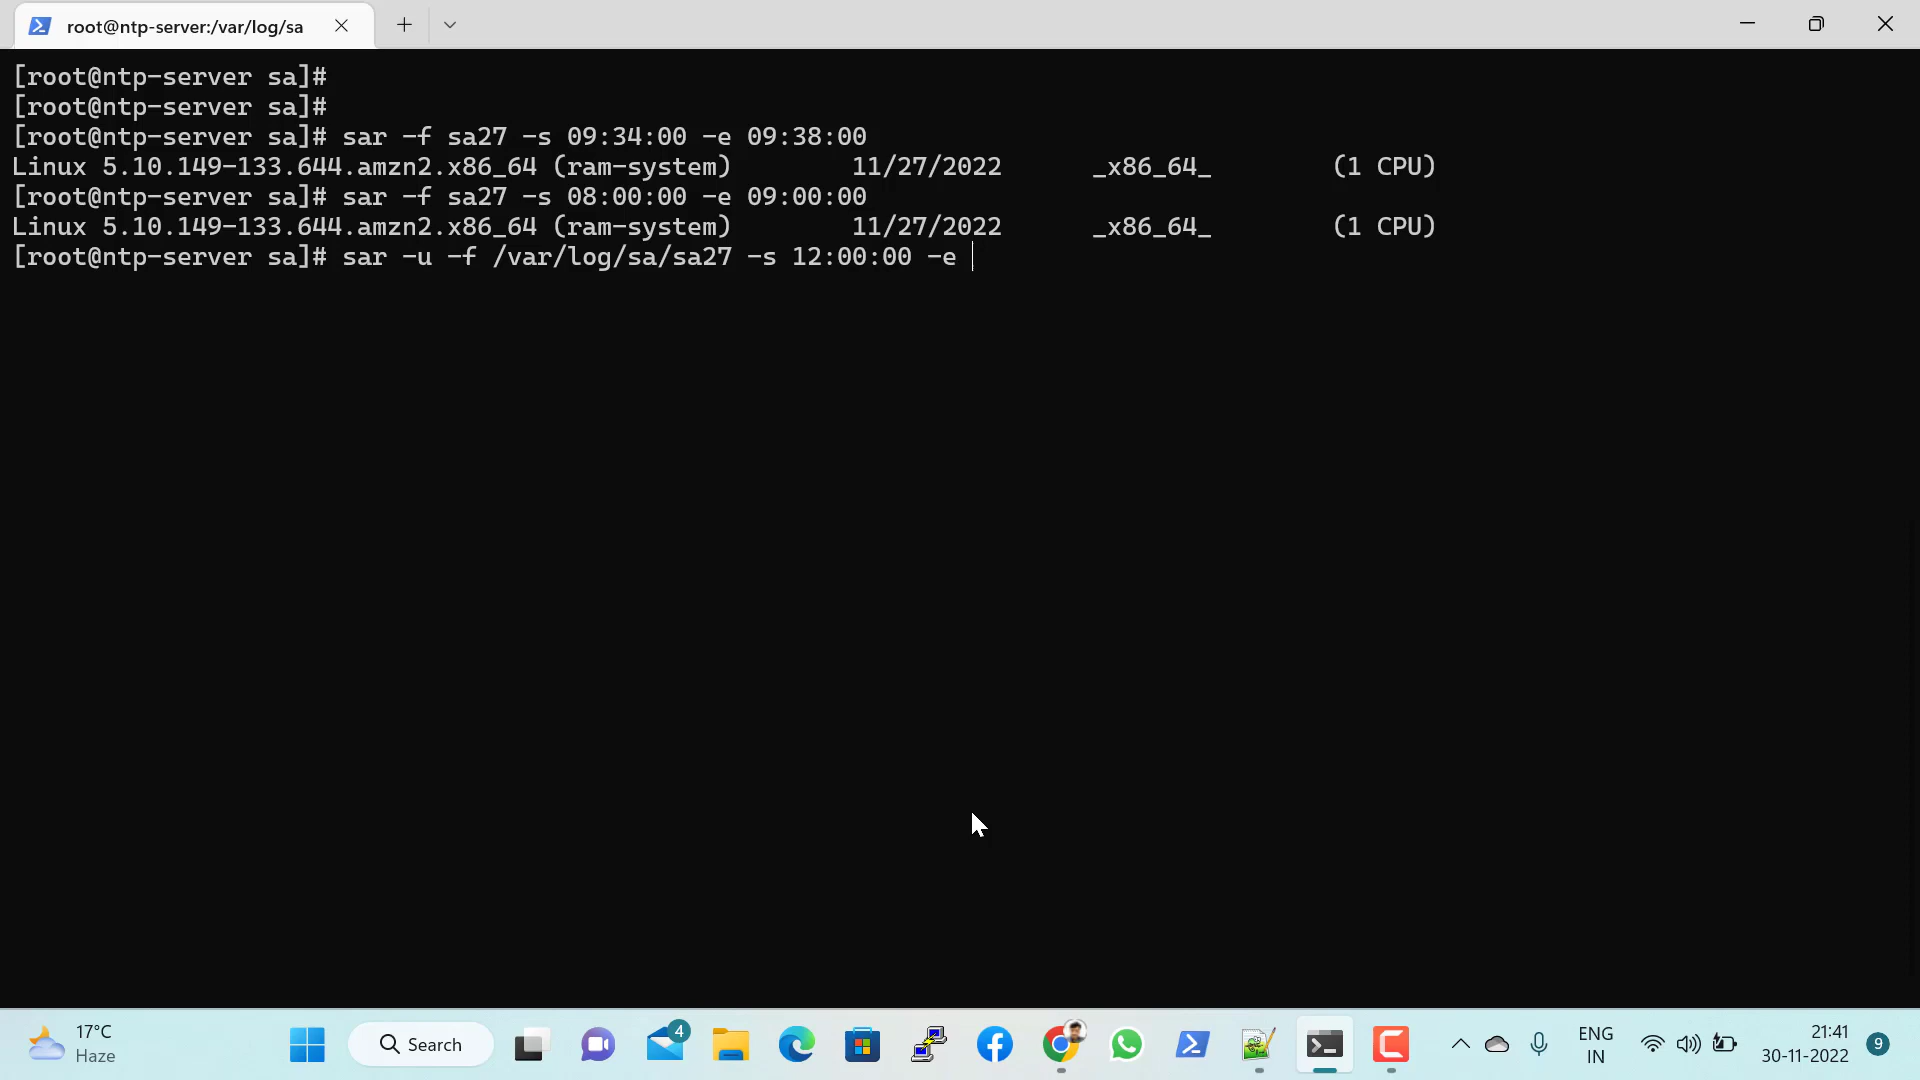 root@ntp-server:/var/log/sa
[root@ntp-server sa]#
[root@ntp-server sa]#
[root@ntp-server sa]# sar -f sa27 -s 09:34:00 -e 09:38:00
Linux 5.10.149-133.644.amzn2.x86_64 (ram-system) 11/27/2022 _x86_64_ (1 CPU)
[root@ntp-server sa]# sar -f sa27 -s 08:00:00 -e 09:00:00
Linux 5.10.149-133.644.amzn2.x86_64 (ram-system) 11/27/2022 _x86_64_ (1 CPU)
[root@ntp-server sa]# sar -u -f /var/log/sa/sa27 -s 12:00:00 -e
17°C
Haze
Search
4
ENG
IN
21:41
30-11-2022
9